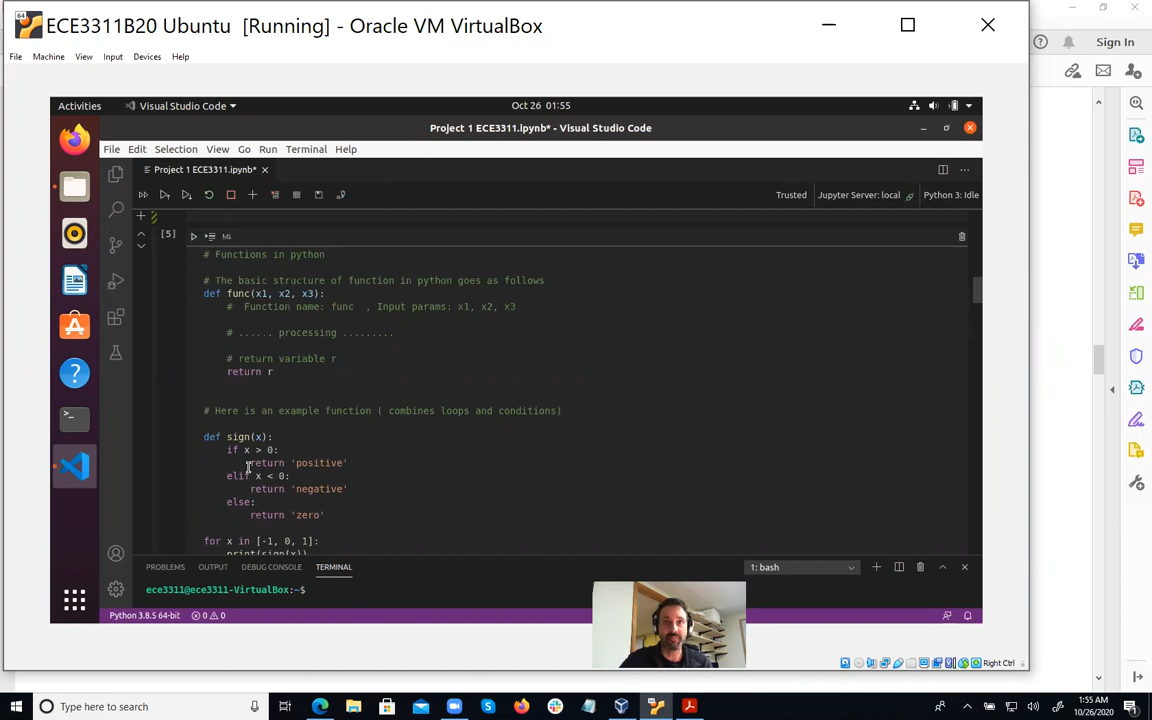 64
ECE3311B20 Ubuntu [Running] - Oracle VM VirtualBox
File Machine View Input Devices Help
Sign In
Activities Visual Studio Code Oct 26 01:55
Project 1 ECE3311.ipynb* - Visual Studio Code
File Edit Selection View Go Run Terminal Help
Project 1 ECE3311.ipynb*
Trusted Jupyter Server: local Python 3: Idle
[5]
M↓
# Functions in python
# The basic structure of function in python goes as follows
def func(x1, x2, x3):
# Function name: func , Input params: x1, x2, x3
# ...... processing .........
# return variable r
return r
# Here is an example function ( combines loops and conditions)
def sign(x):
if x > 0:
return 'positive'
elif x < 0:
return 'negative'
else:
return 'zero'
for x in [-1, 0, 1]:
print(sign(x))
PROBLEMS OUTPUT DEBUG CONSOLE TERMINAL 1: bash
ece3311@ece3311-VirtualBox:~$
Python 3.8.5 64-bit 0 0
Right Ctrl
Type here to search
1:55 AM
10/26/2020